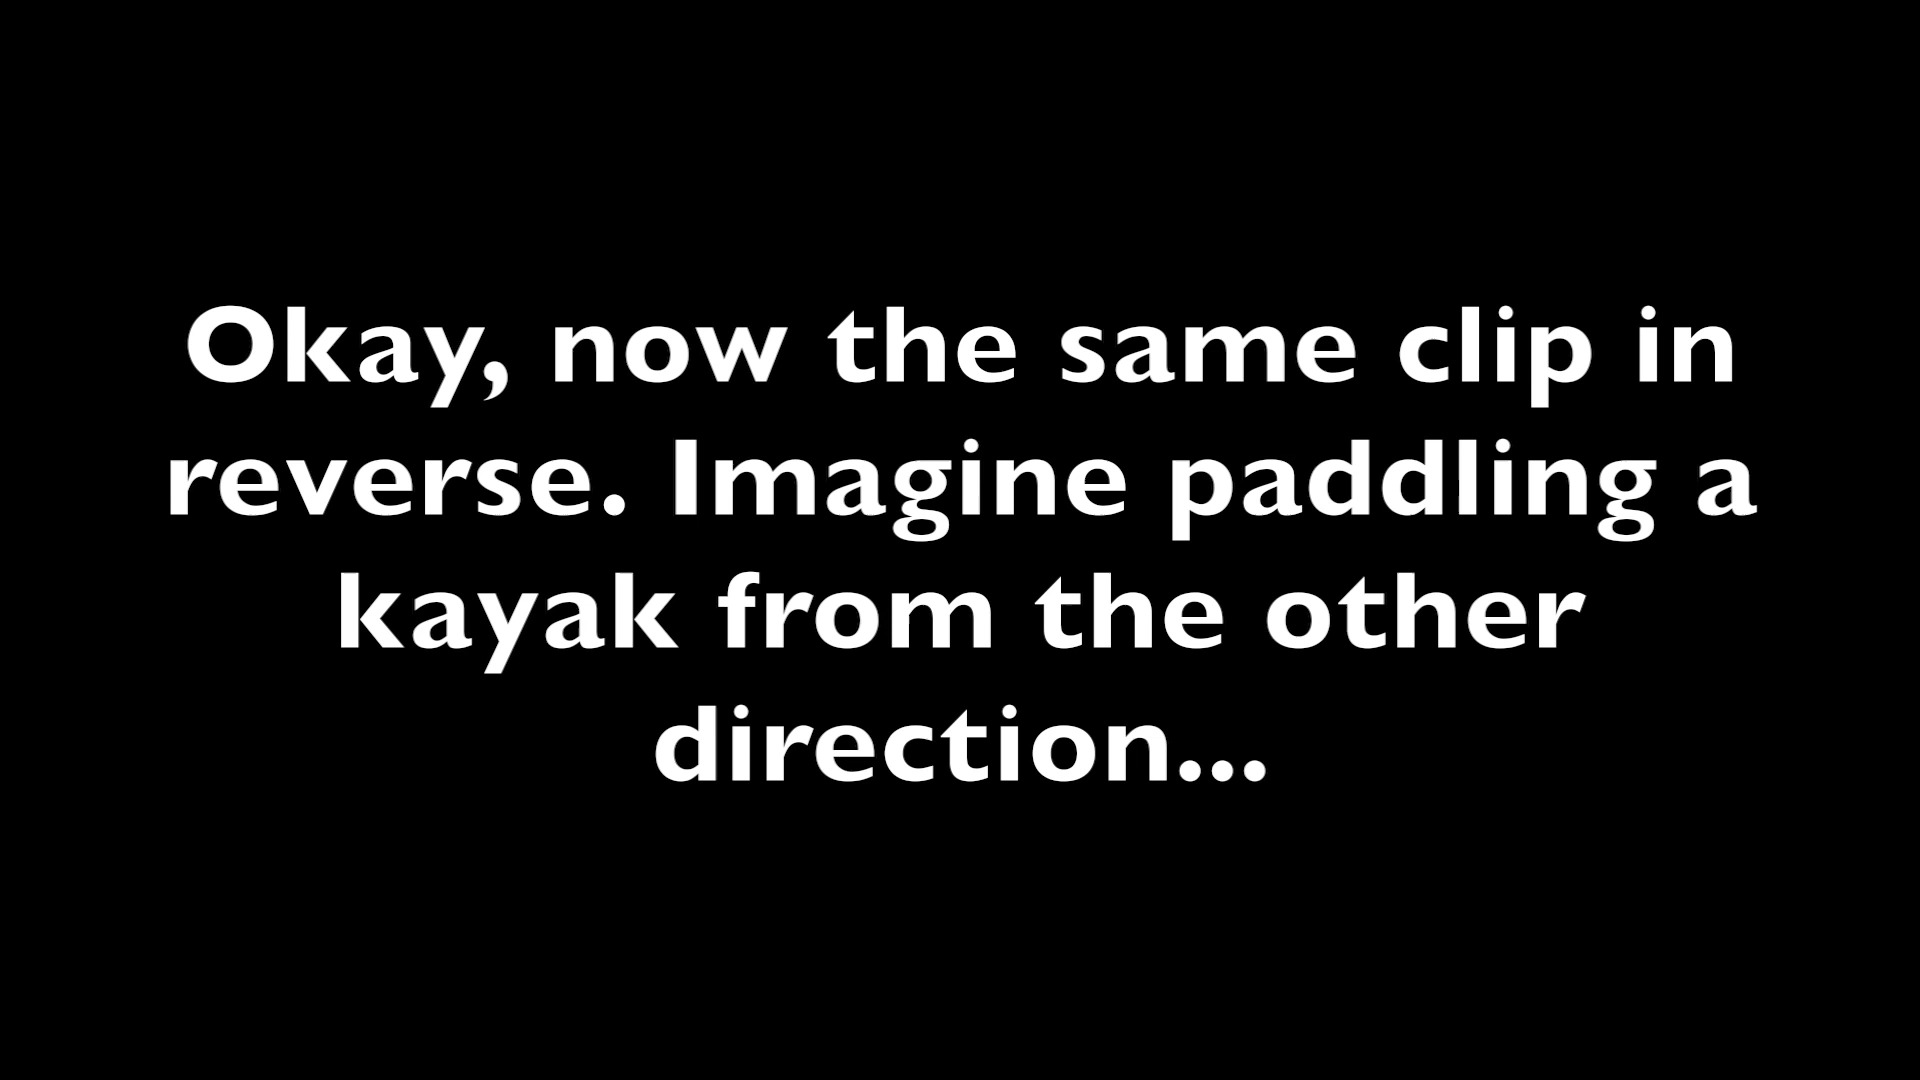 Okay, now the same clip in
reverse. Imagine paddling a
kayak from the other
direction...